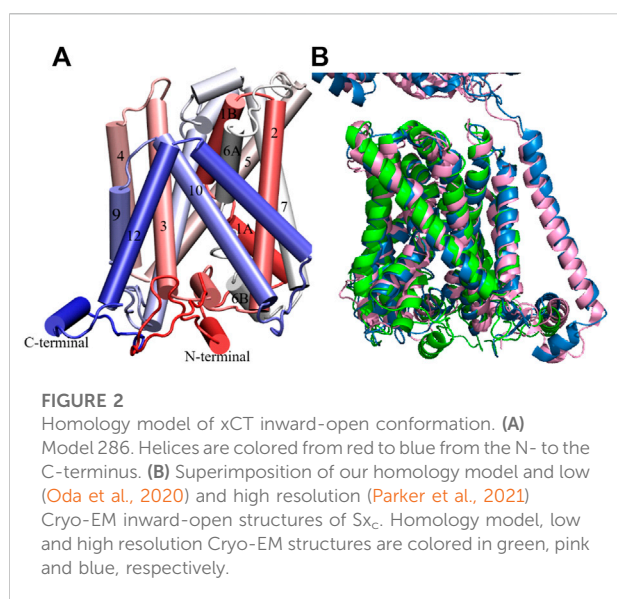 A
B
1B
2
6A
4
5
10
7
9
3
12
1A
6B
C-terminal
N-terminal
FIGURE 2
Homology model of xCT inward-open conformation. (A)
Model 286. Helices are colored from red to blue from the N- to the
C-terminus. (B) Superimposition of our homology model and low
(Oda et al., 2020) and high resolution (Parker et al., 2021)
Cryo-EM inward-open structures of Sxc. Homology model, low
and high resolution Cryo-EM structures are colored in green, pink
and blue, respectively.